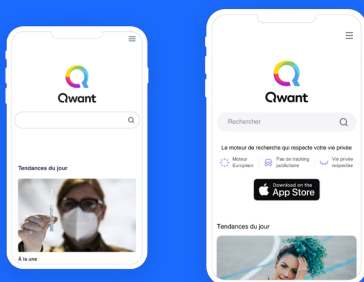 Qwant
Tendances du jour
À la une
Qwant
Rechercher
Le moteur de recherche qui respecte votre vie privée
Moteur
Européen
Pas de tracking
publicitaire
Vie privée
respectée
Download on the
App Store
Tendances du jour